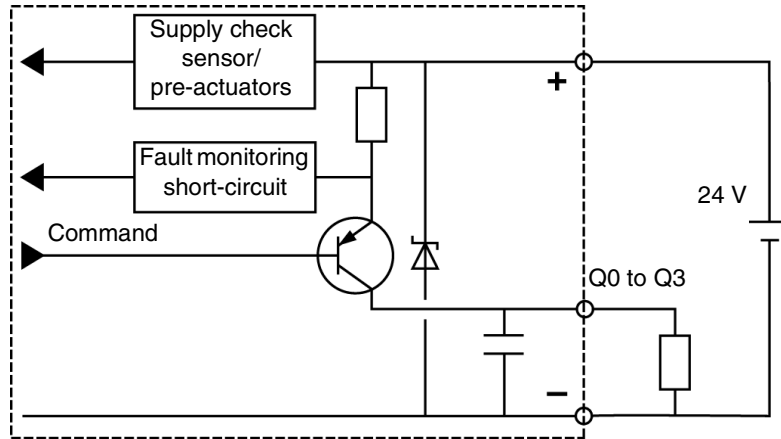 Supply check
sensor/
pre-actuators
+
Fault monitoring
short-circuit
24 V
Command
Q0 to Q3
−